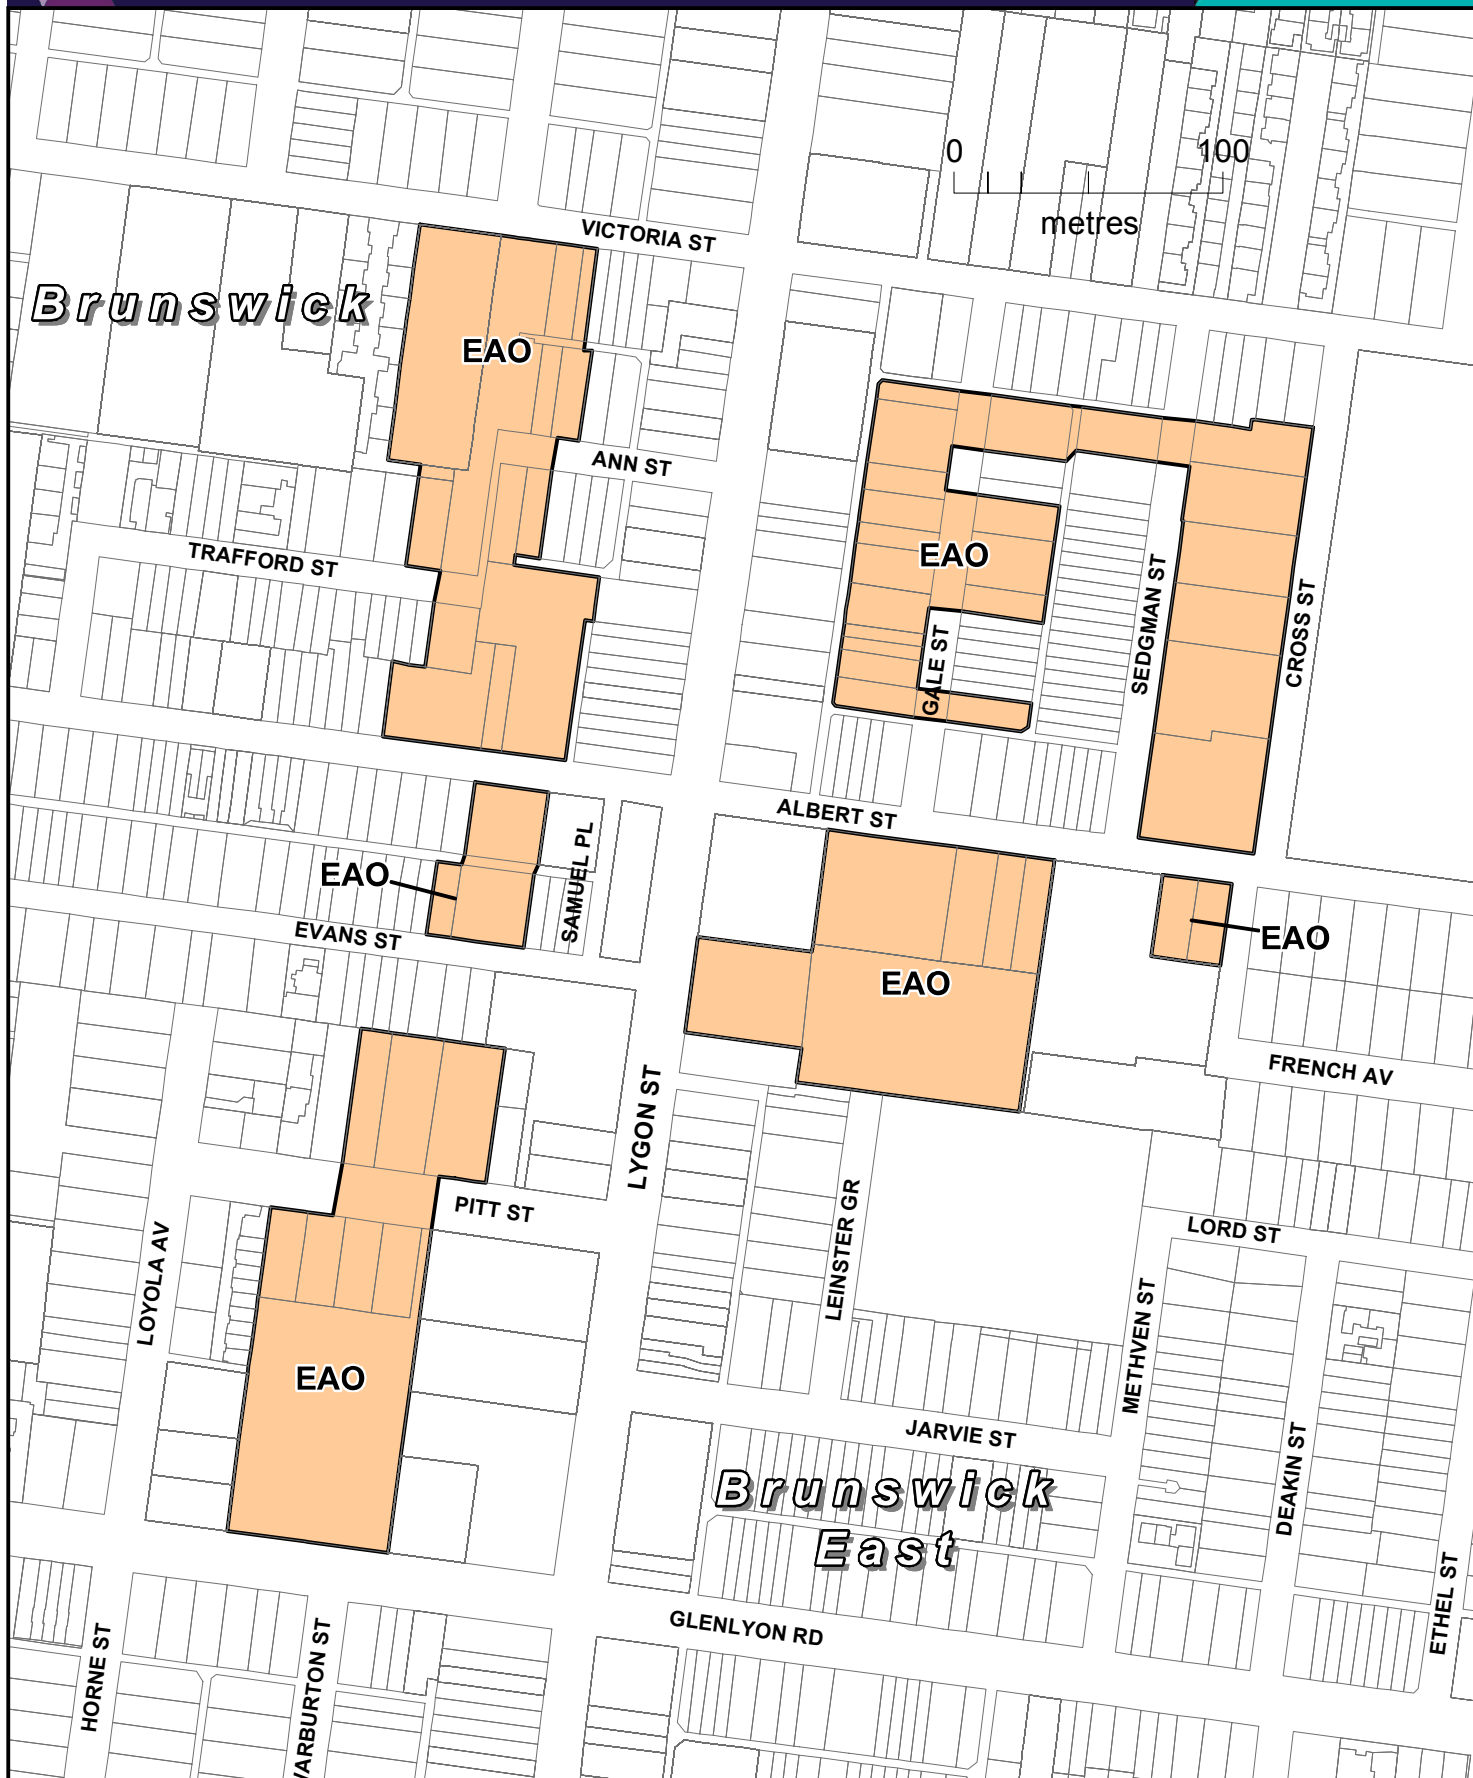 0 100
metres
VICTORIA ST
Brunswick
EAO
ANN ST
TRAFFORD ST
EAO
GALE ST
SEDGMAN ST
CROSS ST
ALBERT ST
SAMUEL PL
EAO
EVANS ST
EAO
EAO
FRENCH AV
LYGON ST
PITT ST
LEINSTER GR
LORD ST
LOYOLA AV
METHVEN ST
EAO
JARVIE ST
DEAKIN ST
Brunswick
East
ETHEL ST
GLENLYON RD
HORNE ST
WARBURTON ST